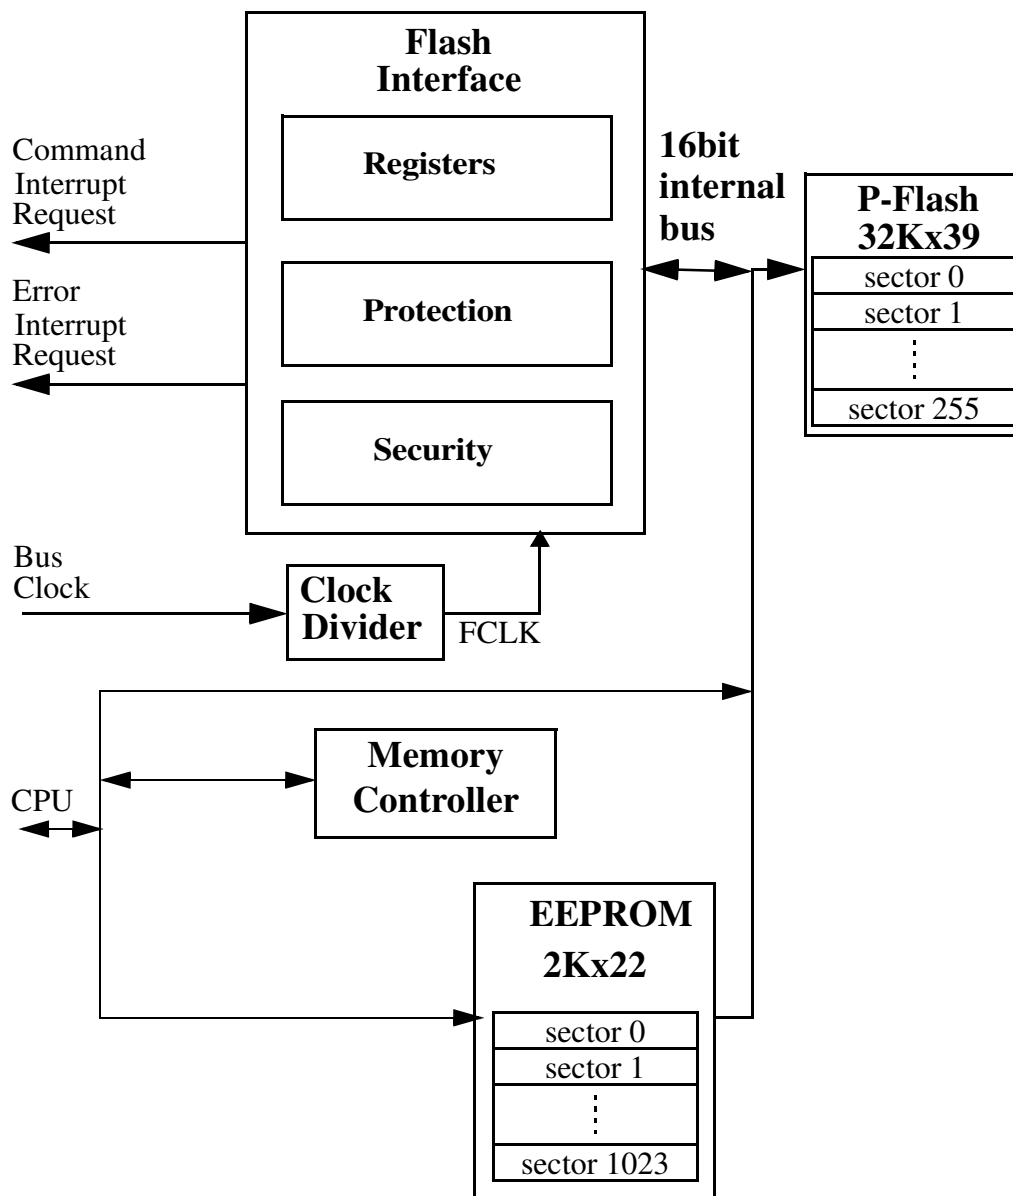 Flash
Interface
Registers
Protection
Security
Command
Interrupt
Request
Error
Interrupt
Request
16bit
internal
bus
P-Flash
32Kx39
sector 0
sector 1
sector 255
Bus
Clock
Clock
Divider
FCLK
Memory
Controller
CPU
EEPROM
2Kx22
sector 0
sector 1
sector 1023